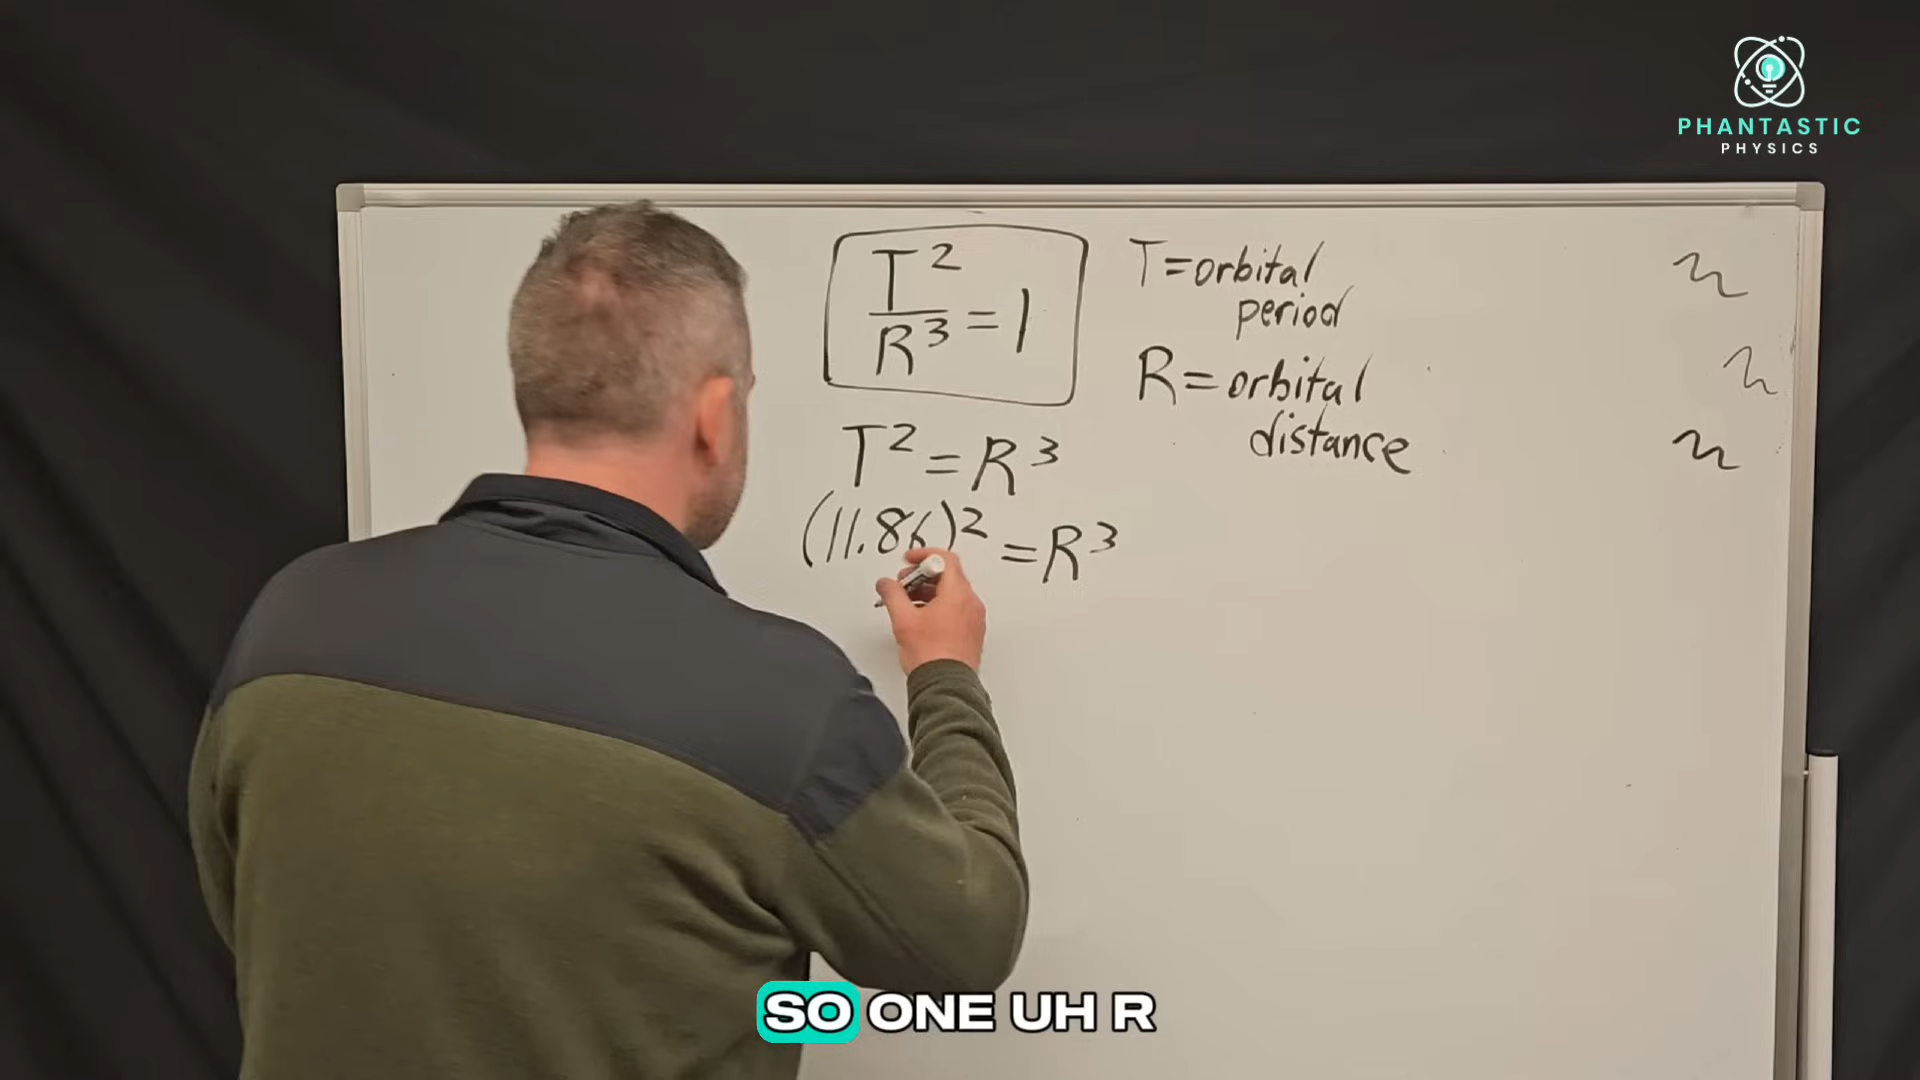 PHANTASTIC
PHYSICS
T²
R³ = 1
T = orbital
period
R = orbital
distance
T² = R³
(11.86)² = R³
SO ONE UH R